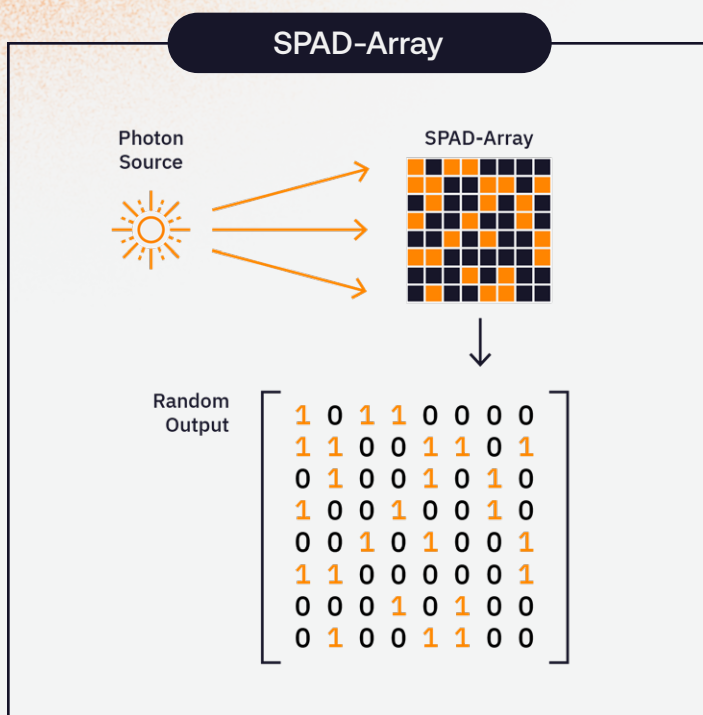 SPAD-Array
Photon
Source
SPAD-Array
Random
Output
1 0 1 1 0 0 0 0
1 1 0 0 1 1 0 1
0 1 0 0 1 0 1 0
1 0 0 1 0 0 1 0
0 0 1 0 1 0 0 1
1 1 0 0 0 0 0 1
0 0 0 1 0 1 0 0
0 1 0 0 1 1 0 0